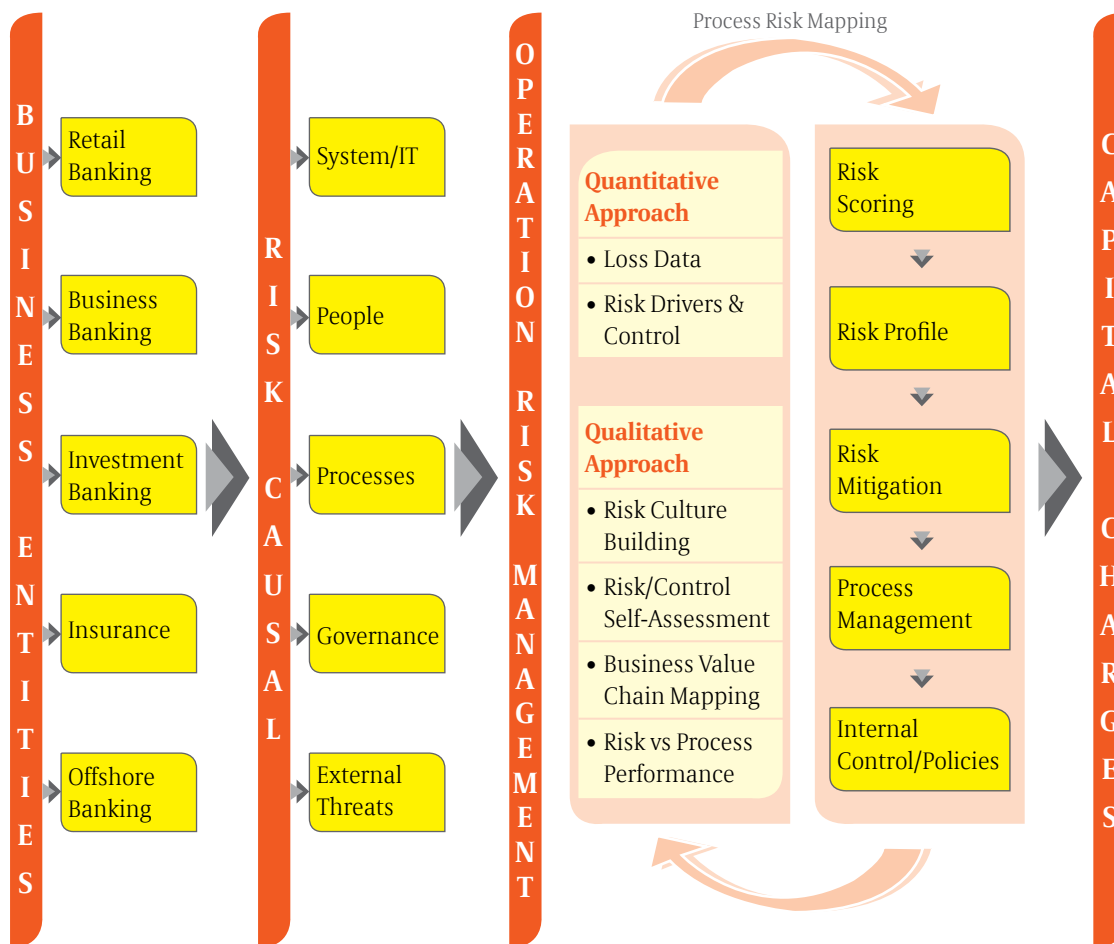 Process Risk Mapping
BUSINESS ENTITIES
Retail
Banking
Business
Banking
Investment
Banking
Insurance
Offshore
Banking
RISK CAUSAL
System/IT
People
Processes
Governance
External
Threats
OPERATION RISK MANAGEMENT
Quantitative
Approach
• Loss Data
• Risk Drivers &
Control
Qualitative
Approach
• Risk Culture
Building
• Risk/Control
Self-Assessment
• Business Value
Chain Mapping
• Risk vs Process
Performance
Risk
Scoring
Risk Profile
Risk
Mitigation
Process
Management
Internal
Control/Policies
CAPITAL CHARGES